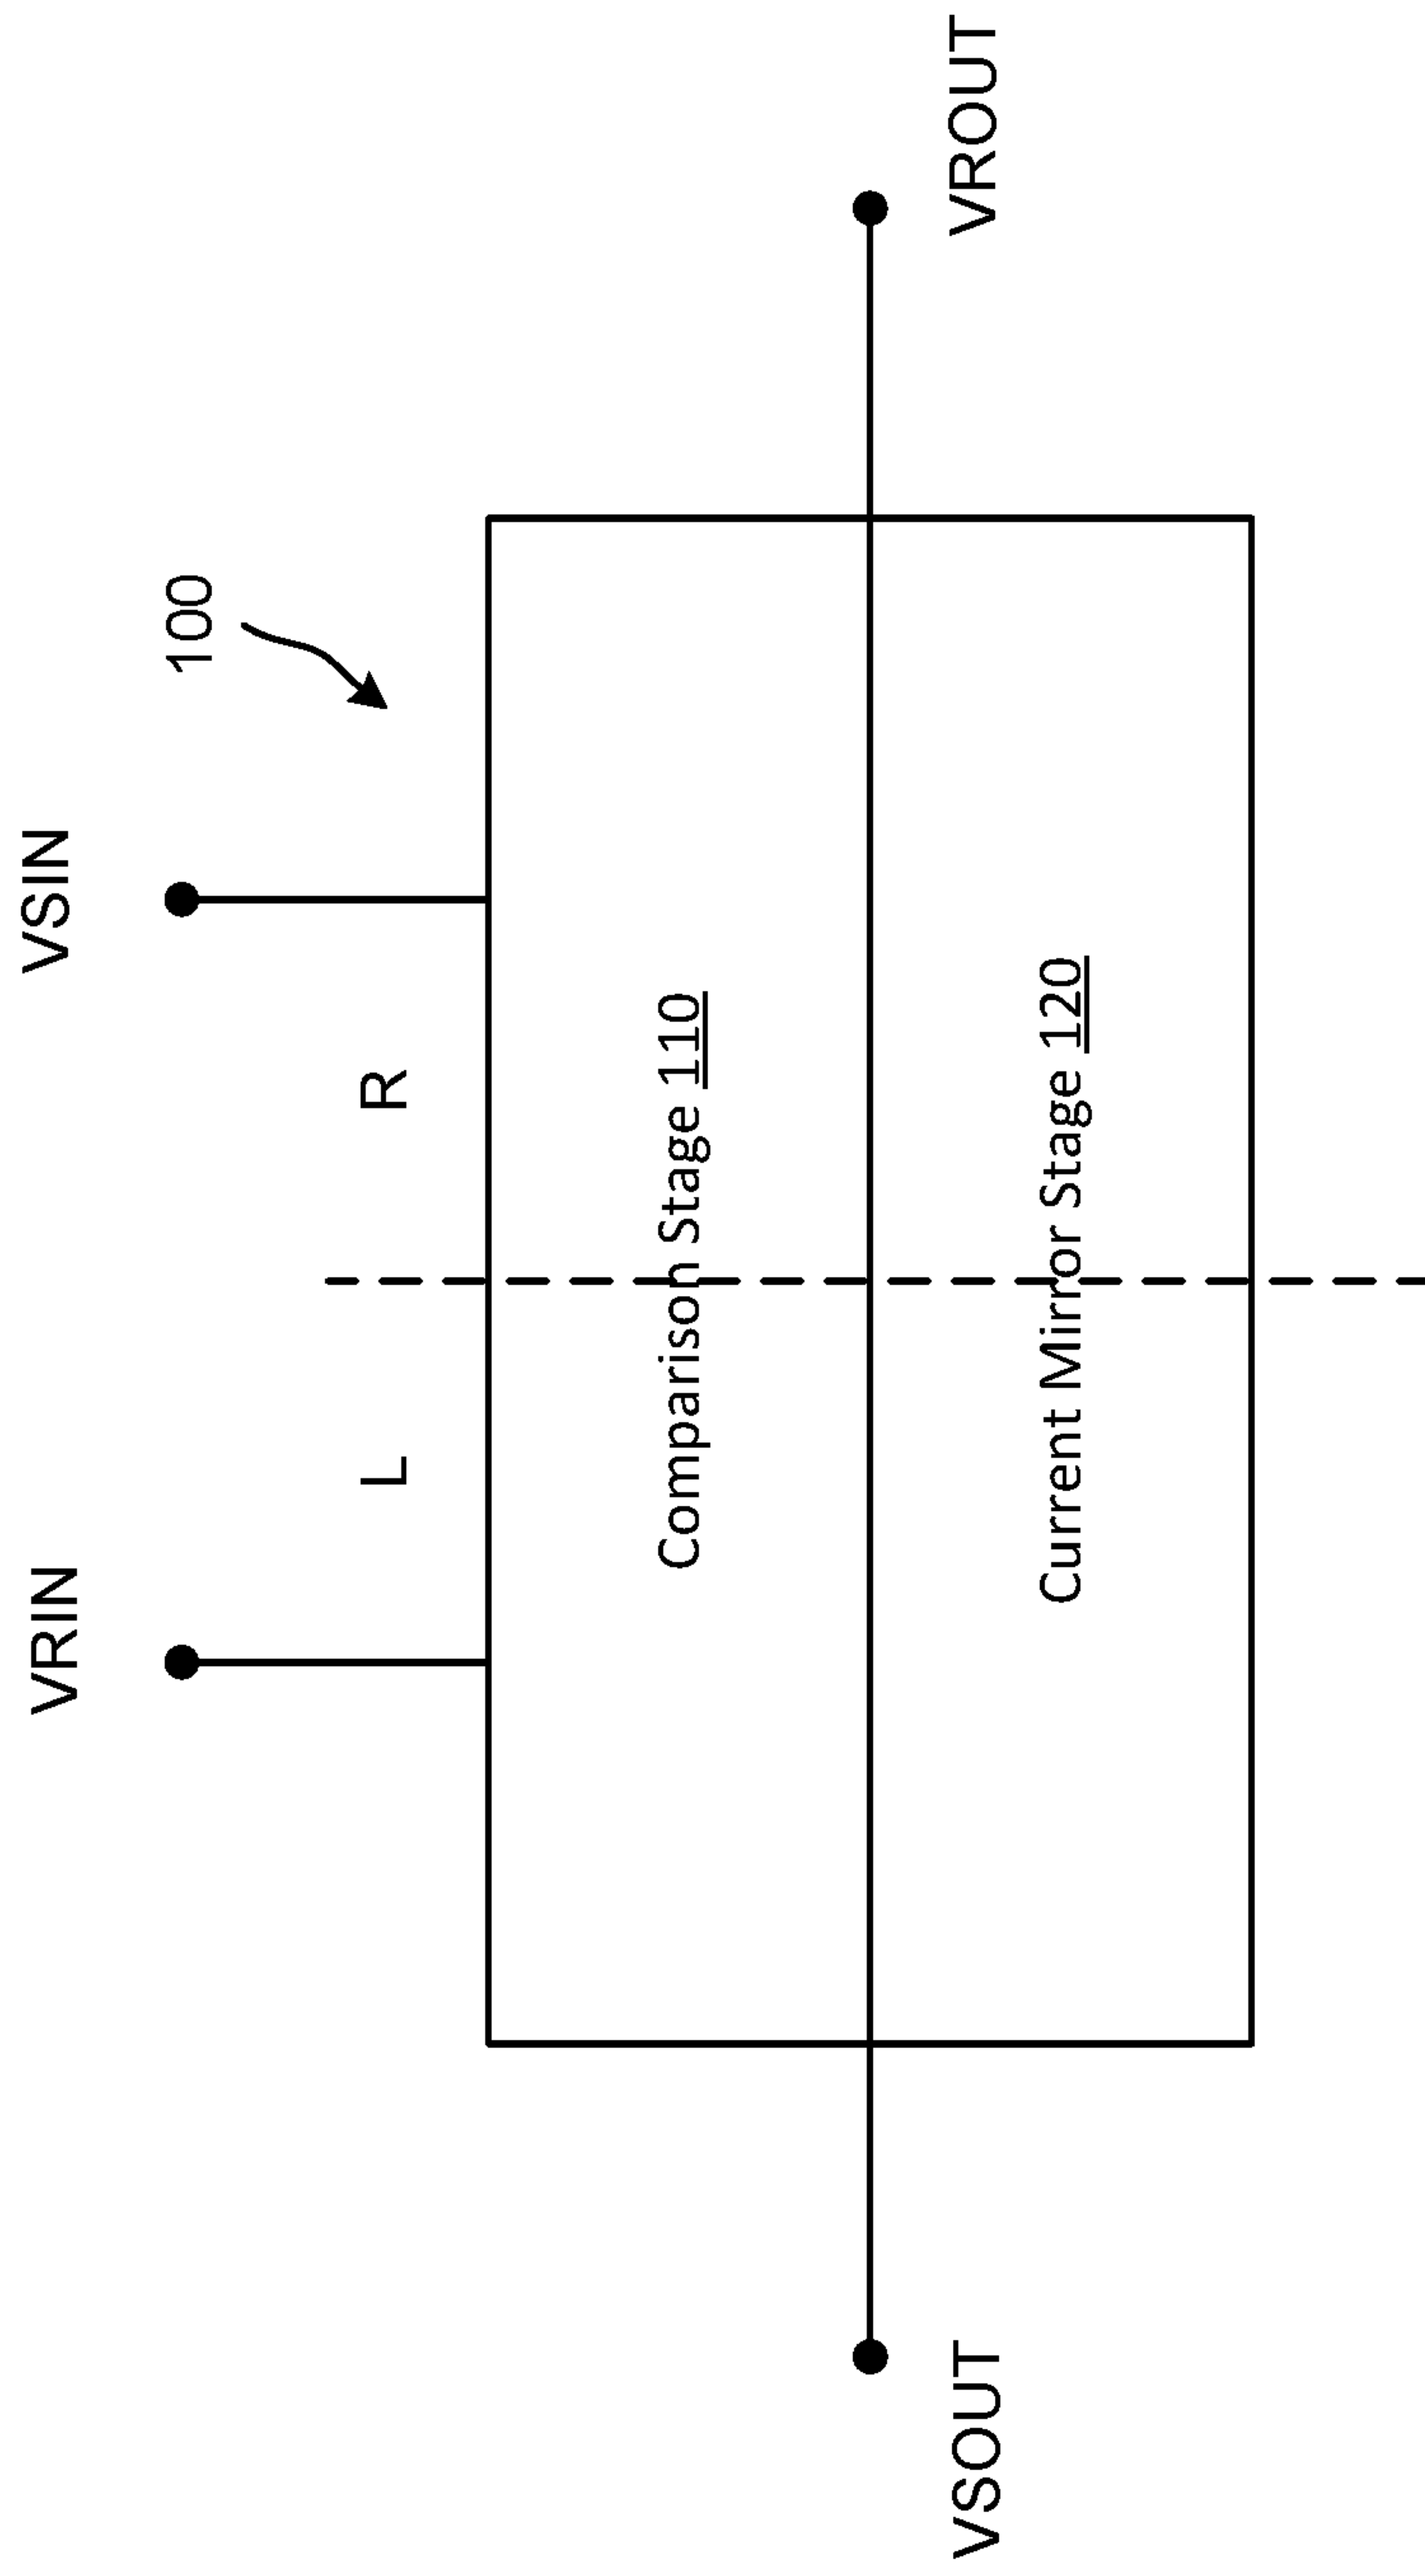 VRIN
VSIN
100
L
R
Comparison Stage 110
VSOUT
VROUT
Current Mirror Stage 120